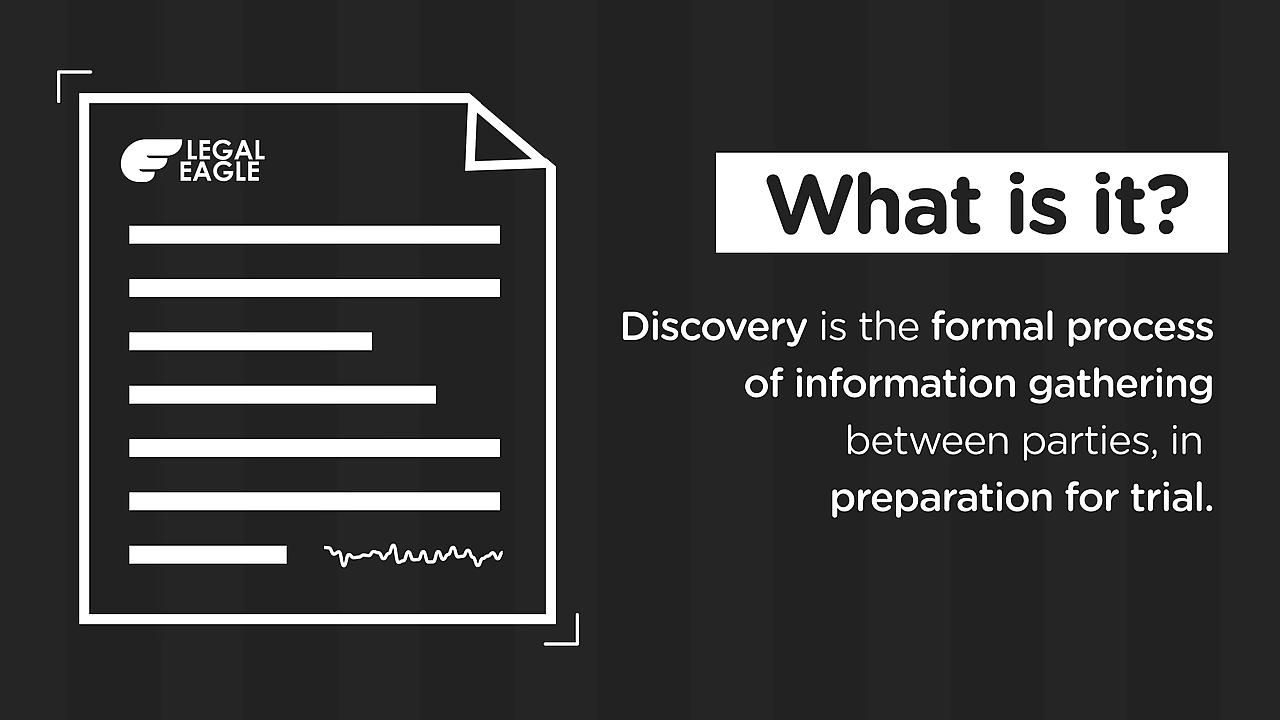 LEGAL
EAGLE
What is it?
Discovery is the formal process
of information gathering
between parties, in
preparation for trial.